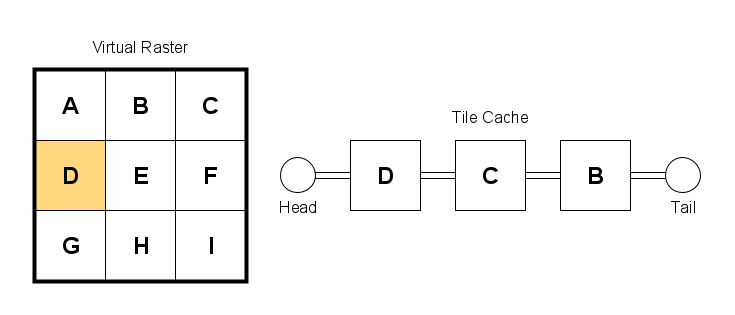 Virtual Raster
A B C
D E F
G H I
Tile Cache
D C B
Head Tail